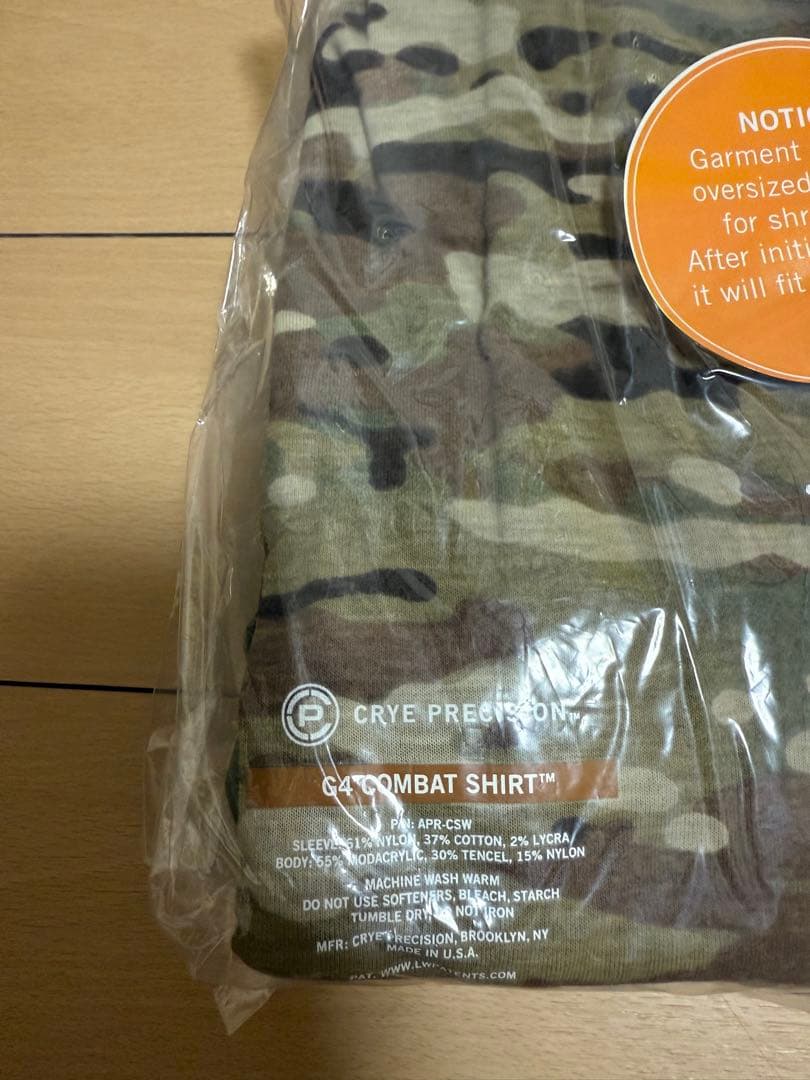 NOTIC
Garment
oversized
for shr
After initi
it will fit
CP
CRYE PRECISION™
G4 COMBAT SHIRT™
P/N: APR-CSW
SLEEVE: 61% NYLON, 37% COTTON, 2% LYCRA
BODY: 55% MODACRYLIC, 30% TENCEL, 15% NYLON
MACHINE WASH WARM
DO NOT USE SOFTENERS, BLEACH, STARCH
TUMBLE DRY, DO NOT IRON
MFR: CRYE PRECISION, BROOKLYN, NY
MADE IN U.S.A.
PAT. WWW.LWPATENTS.COM